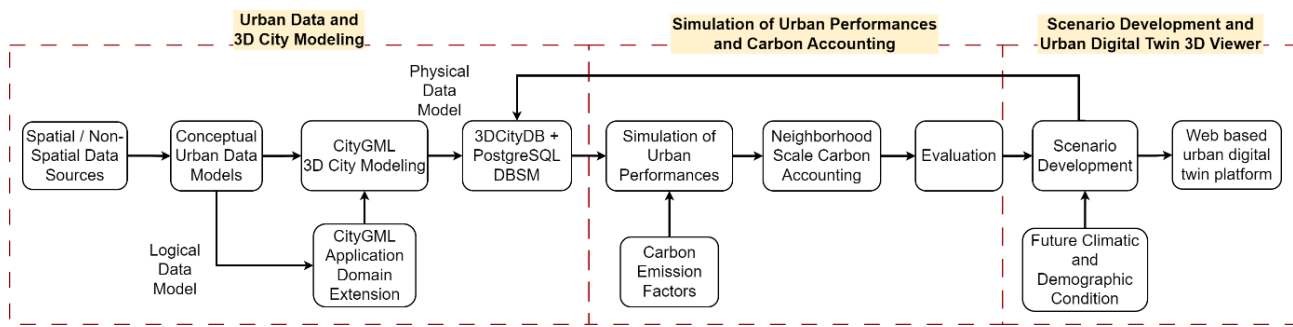 Urban Data and
3D City Modeling
Simulation of Urban Performances
and Carbon Accounting
Scenario Development and
Urban Digital Twin 3D Viewer
Physical
Data
Model
Spatial / Non-
Spatial Data
Sources
Conceptual
Urban Data
Models
CityGML
3D City Modeling
3DCityDB +
PostgreSQL
DBSM
Simulation of
Urban
Performances
Neighborhood
Scale Carbon
Accounting
Evaluation
Scenario
Development
Web based
urban digital
twin platform
Logical
Data
Model
CityGML
Application
Domain
Extension
Carbon
Emission
Factors
Future Climatic
and
Demographic
Condition